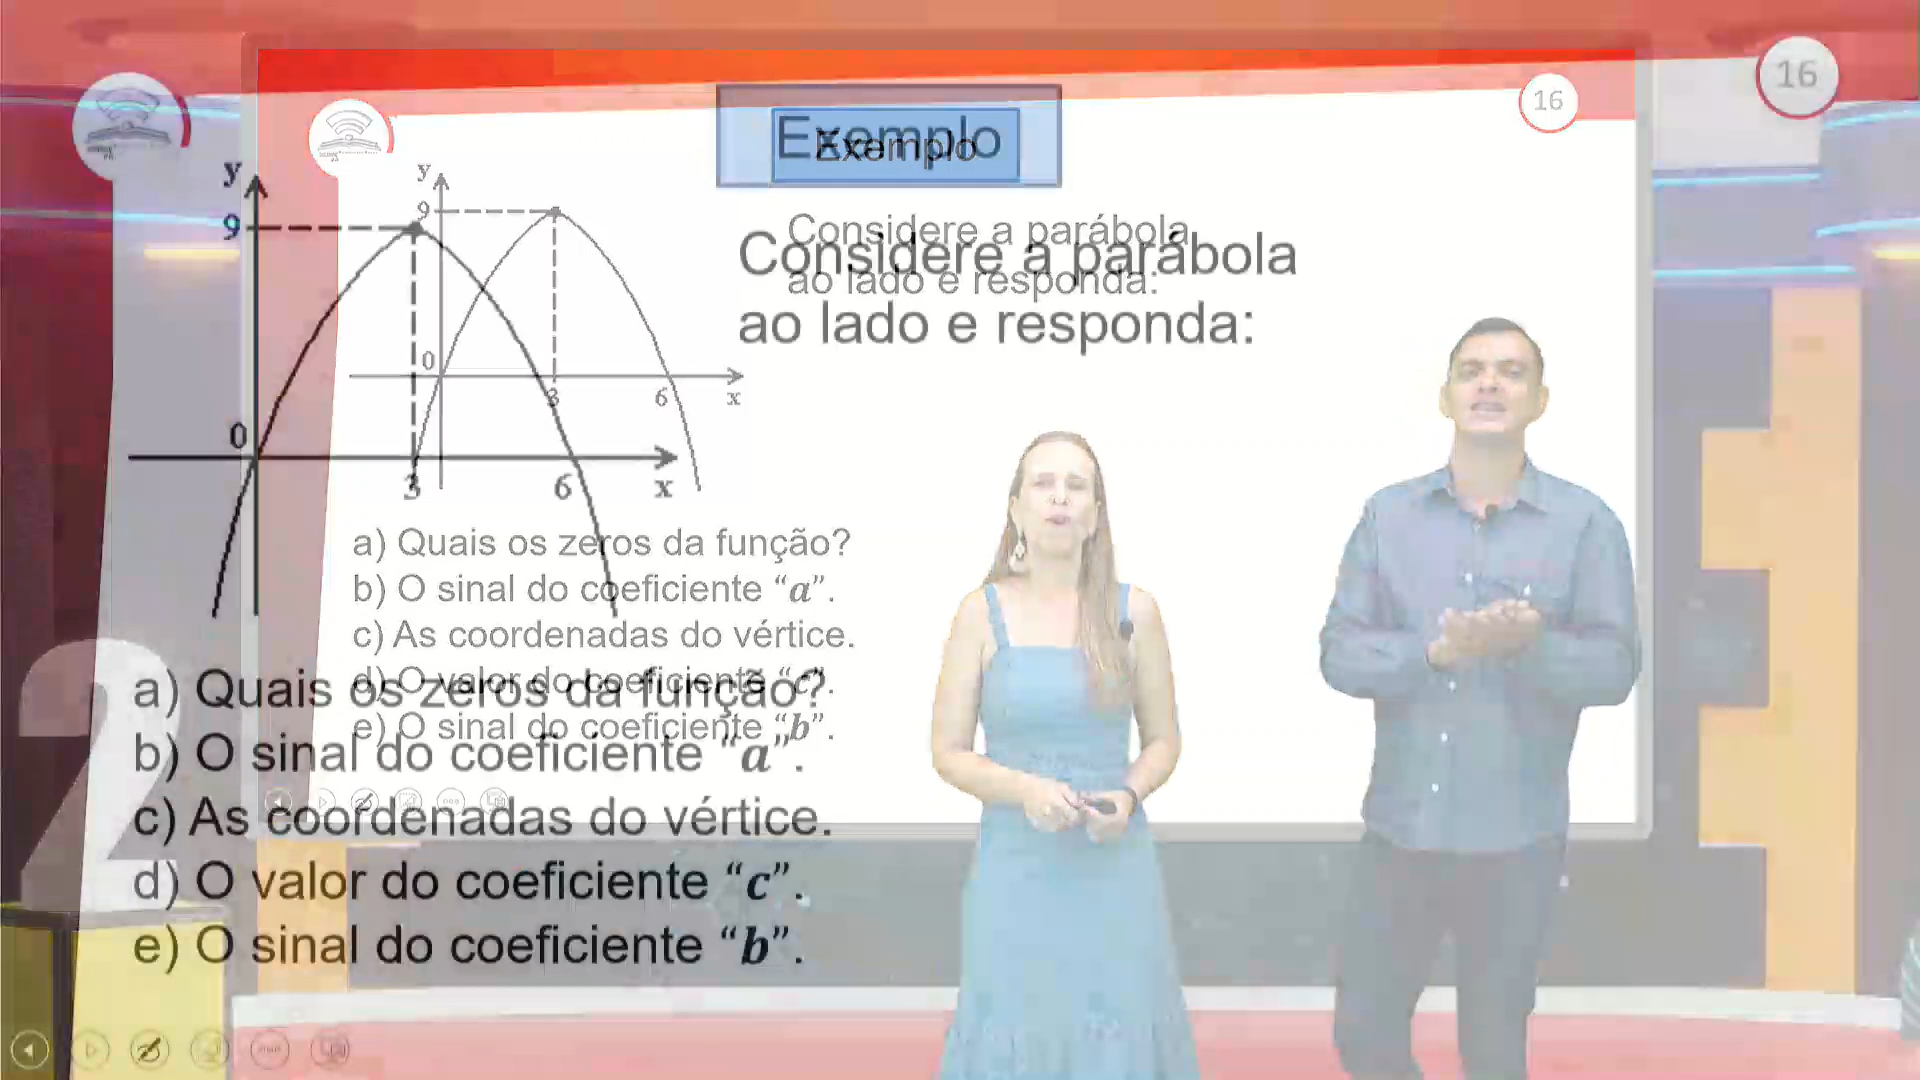 16
16
Exemplo
Exemplo
Considere a parábola
ao lado e responda:
Considere a parábola
ao lado e responda:
y
9
0
3
6
x
y
9
0
3
6
x
a) Quais os zeros da função?
b) O sinal do coeficiente “a”.
c) As coordenadas do vértice.
d) O valor do coeficiente “c”.
e) O sinal do coeficiente “b”.
a) Quais os zeros da função?
b) O sinal do coeficiente “a”.
c) As coordenadas do vértice.
d) O valor do coeficiente “c”.
e) O sinal do coeficiente “b”.
2